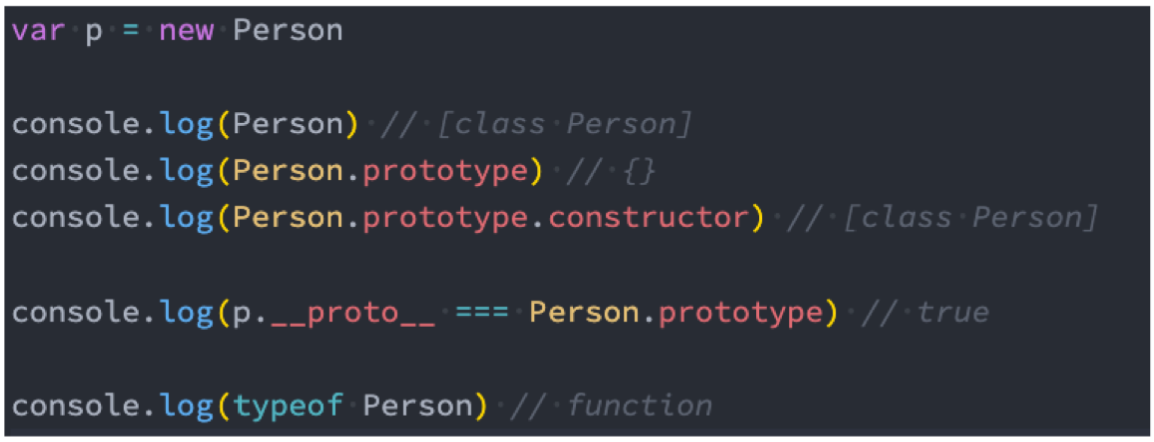 var p = new Person
console.log(Person) // [class Person]
console.log(Person.prototype) // {}
console.log(Person.prototype.constructor) // [class Person]
console.log(p.__proto__ === Person.prototype) // true
console.log(typeof Person) // function